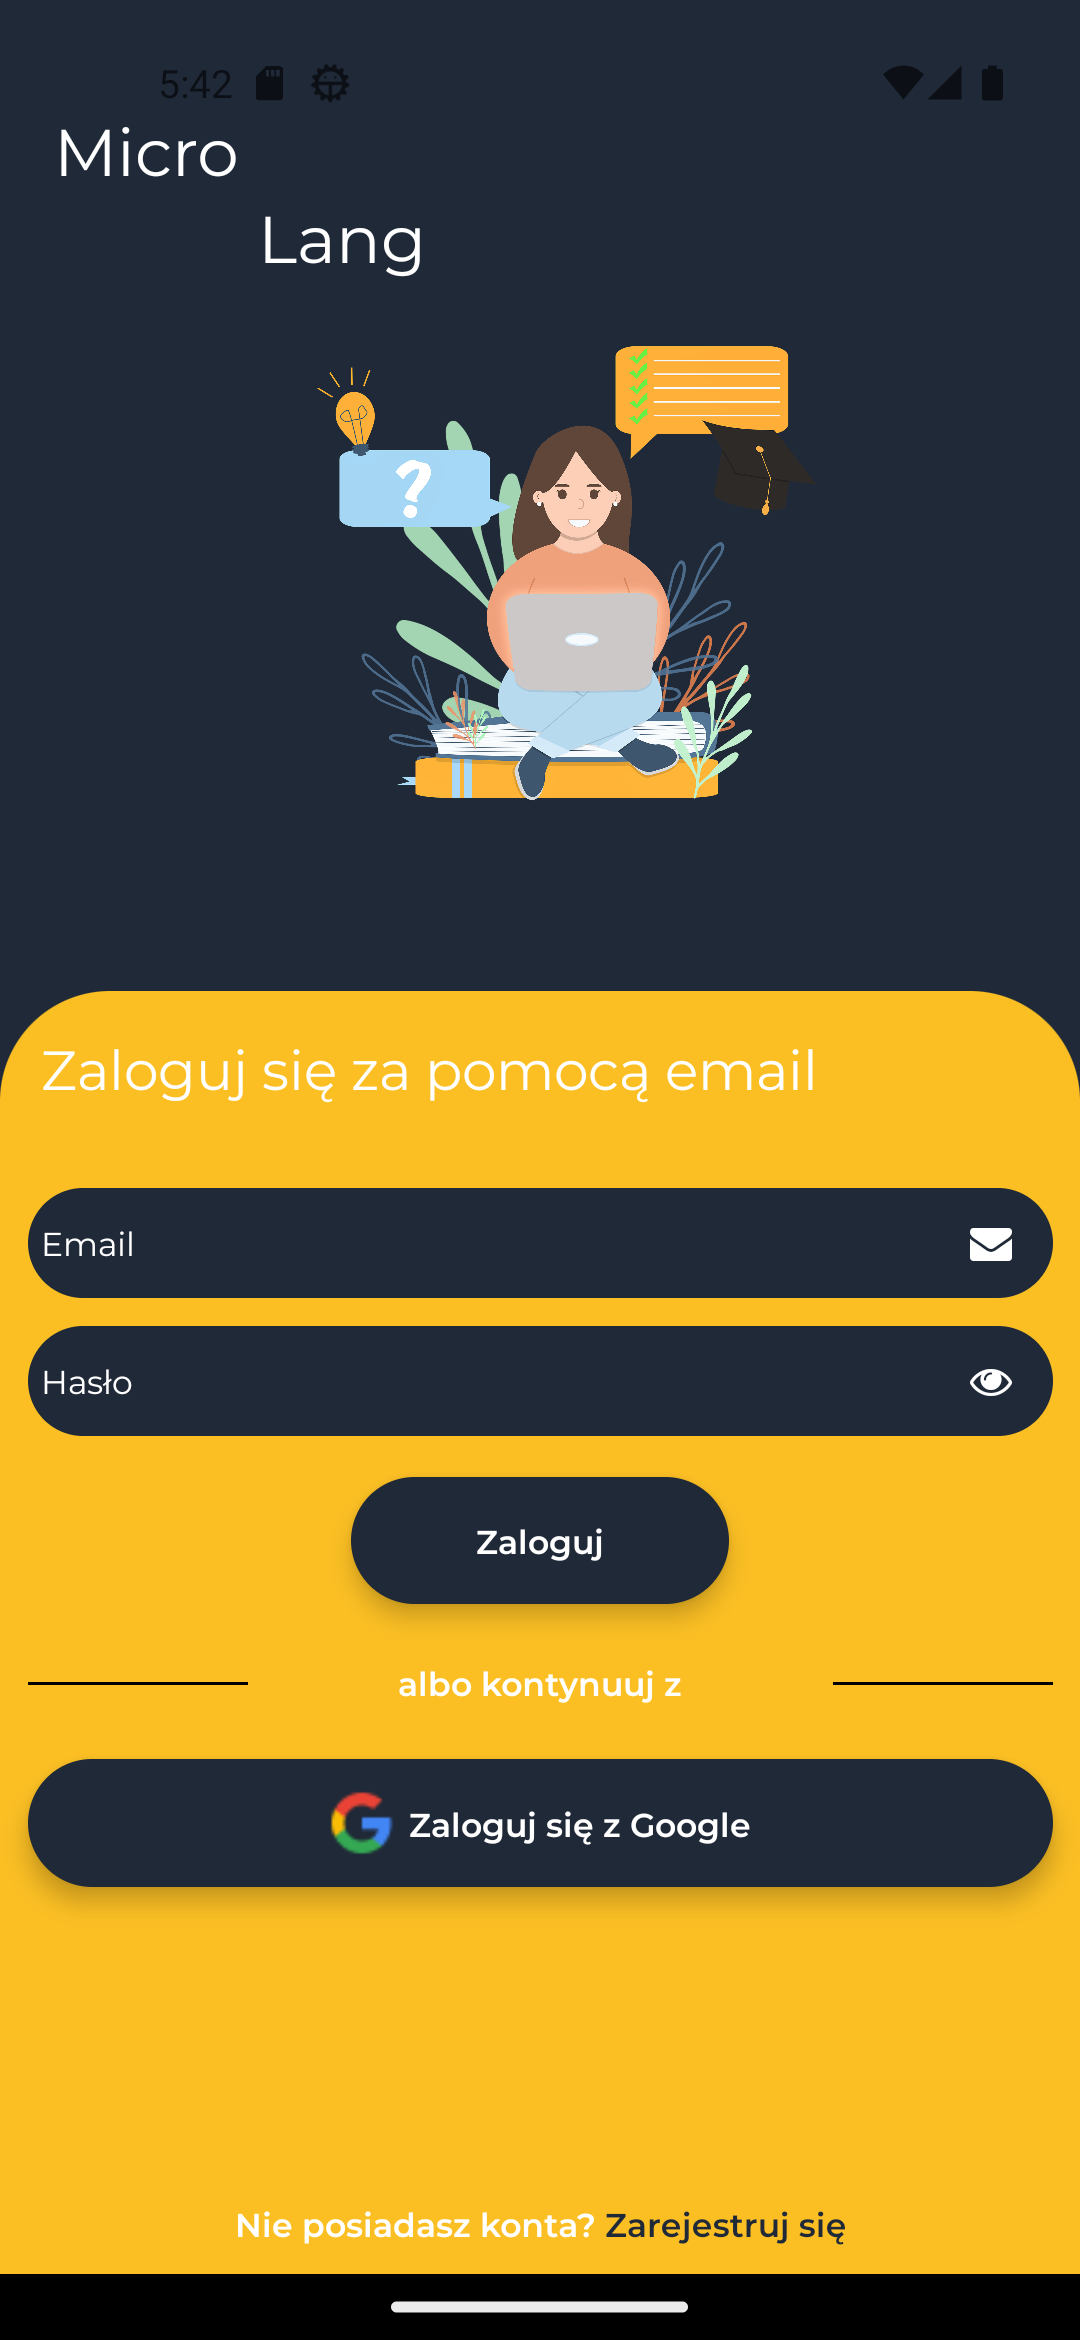 5:42
Micro
Lang
?
Zaloguj się za pomocą email
Email
Hasło
Zaloguj
albo kontynuuj z
Zaloguj się z Google
Nie posiadasz konta? Zarejestruj się